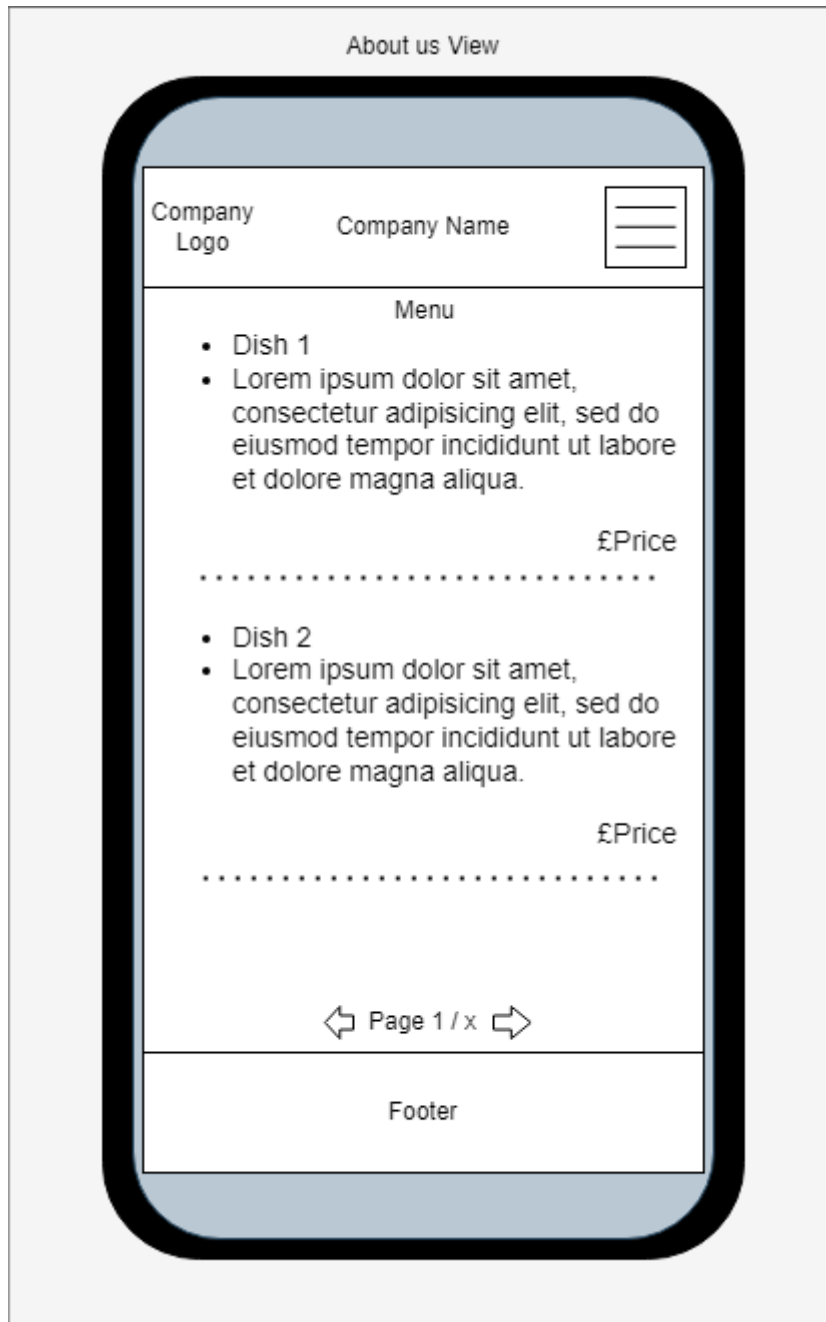 About us View
Company
Logo
Company Name
Menu
• Dish 1
• Lorem ipsum dolor sit amet,
consectetur adipisicing elit, sed do
eiusmod tempor incididunt ut labore
et dolore magna aliqua.
£Price
• Dish 2
• Lorem ipsum dolor sit amet,
consectetur adipisicing elit, sed do
eiusmod tempor incididunt ut labore
et dolore magna aliqua.
£Price
Page 1 / x
Footer